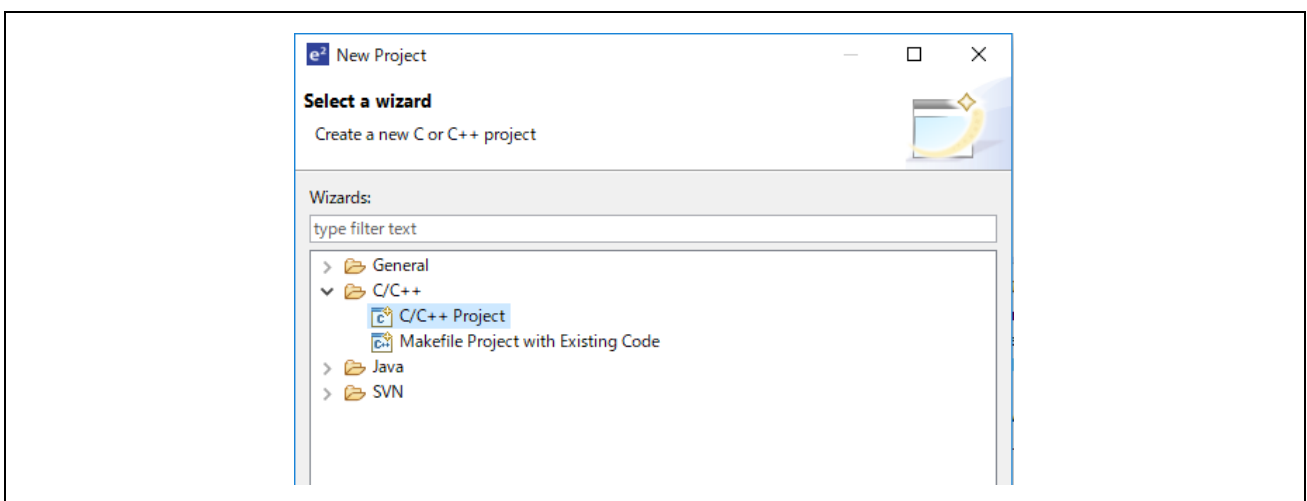 e² New Project
Select a wizard
Create a new C or C++ project
Wizards:
type filter text
General
C/C++
C/C++ Project
Makefile Project with Existing Code
Java
SVN